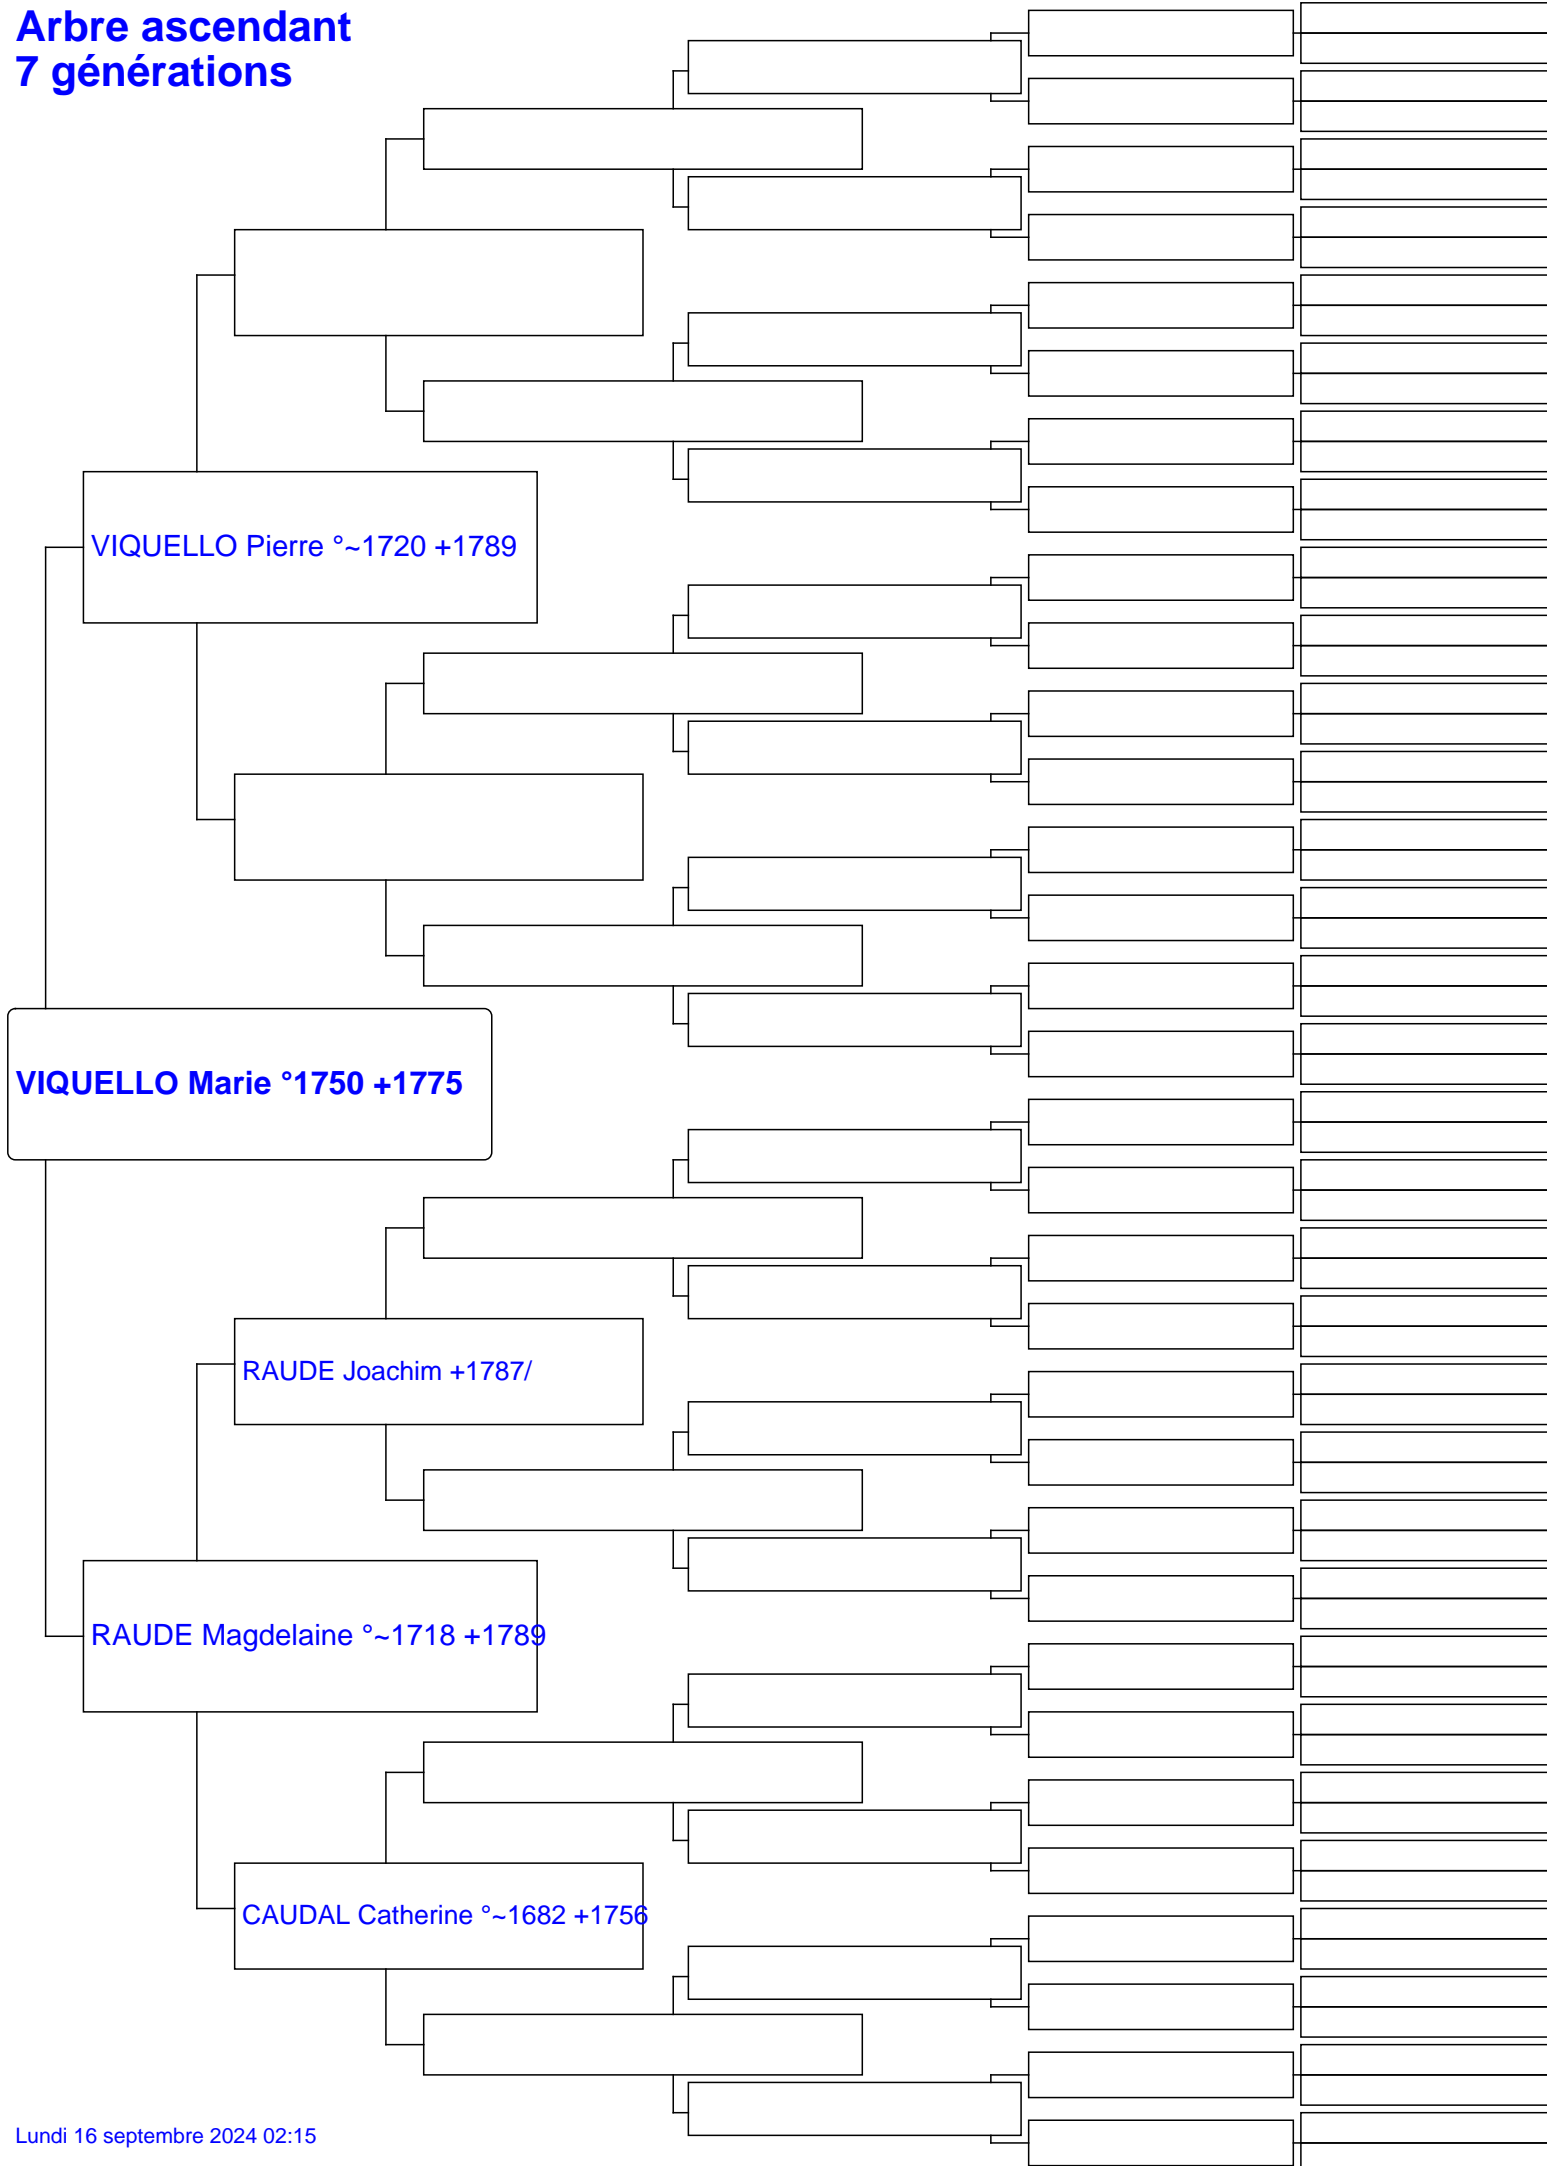 Arbre ascendant
7 générations
VIQUELLO Pierre °~1720 +1789
VIQUELLO Marie °1750 +1775
RAUDE Joachim +1787/
RAUDE Magdelaine °~1718 +1789
CAUDAL Catherine °~1682 +1756
Lundi 16 septembre 2024 02:15